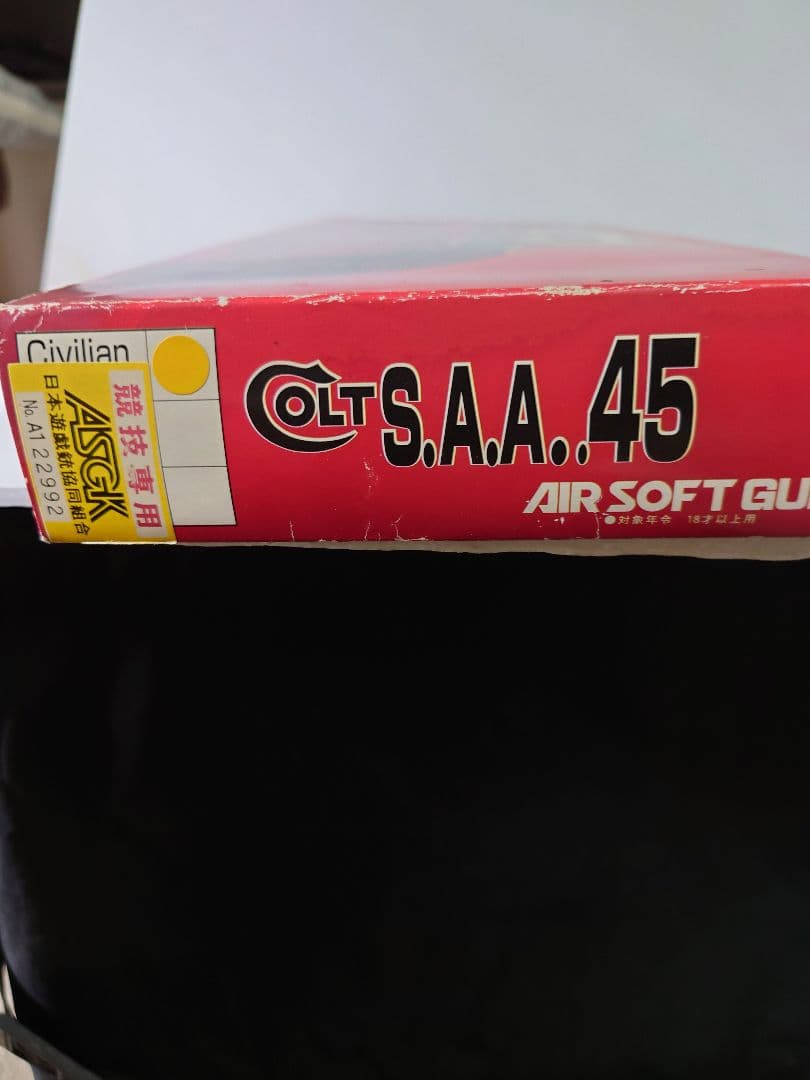 Civilian
競技専用
ASGK
日本遊戯銃協同組合
No.A122992
COLT S.A.A..45
AIR SOFT GU
●対象年令 18才以上用